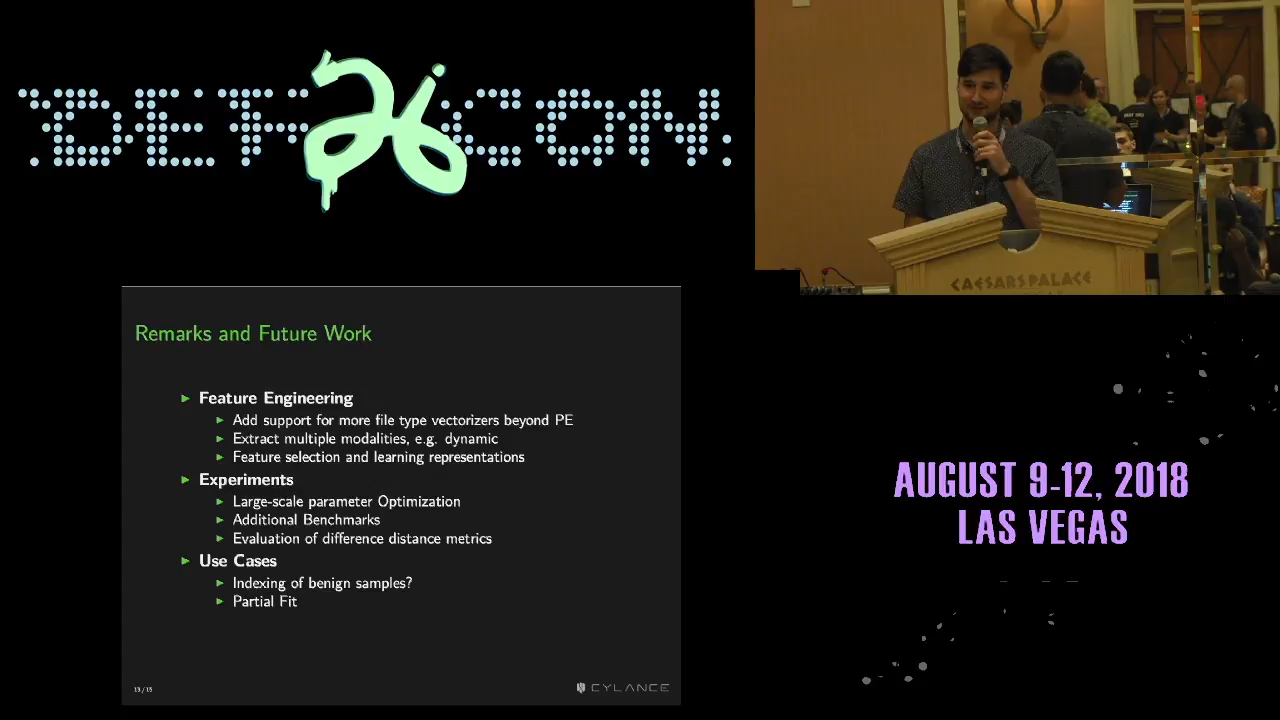 DEF 26 CON
CAESARS PALACE
Remarks and Future Work
Feature Engineering
Add support for more file type vectorizers beyond PE
Extract multiple modalities, e.g. dynamic
Feature selection and learning representations
Experiments
Large-scale parameter Optimization
Additional Benchmarks
Evaluation of difference distance metrics
Use Cases
Indexing of benign samples?
Partial Fit
13 / 15
CYLANCE
AUGUST 9-12, 2018
LAS VEGAS